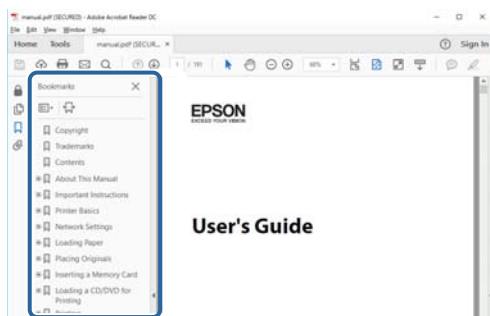 manual.pdf (SECURED) - Adobe Acrobat Reader DC
File Edit View Window Help
Home Tools manual.pdf (SECUR... × Sign In
1 / 191
Bookmarks
Copyright
Trademarks
Contents
About This Manual
Important Instructions
Printer Basics
Network Settings
Loading Paper
Placing Originals
Inserting a Memory Card
Loading a CD/DVD for
Printing
EPSON
EXCEED YOUR VISION
User's Guide